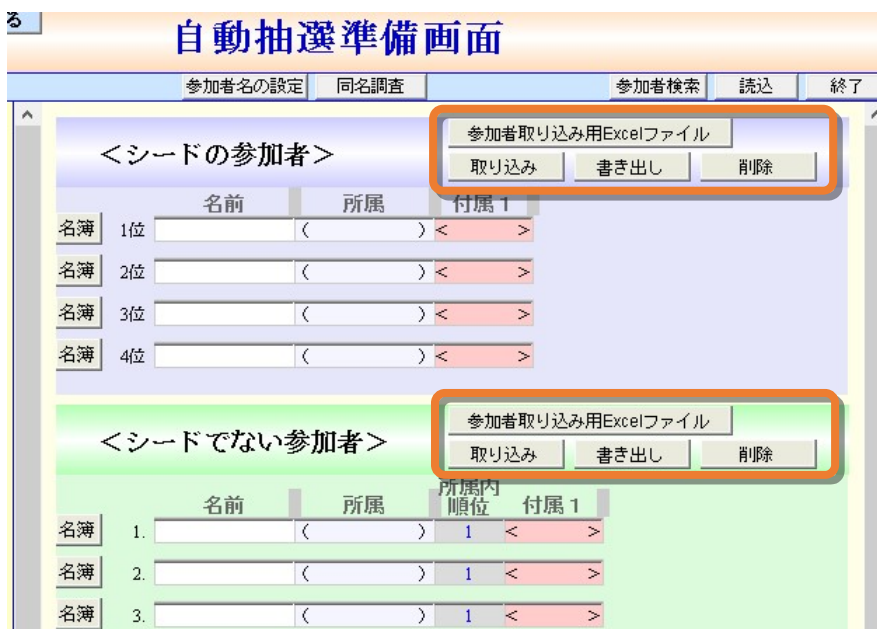 る
自動抽選準備画面
参加者名の設定 同名調査 参加者検索 読込 終了
<シードの参加者>
参加者取り込み用Excelファイル
取り込み 書き出し 削除
名前 所属 付属1
名簿 1位 ( ) < >
名簿 2位 ( ) < >
名簿 3位 ( ) < >
名簿 4位 ( ) < >
<シードでない参加者>
参加者取り込み用Excelファイル
取り込み 書き出し 削除
名前 所属 所属内順位 付属1
名簿 1. ( ) 1 < >
名簿 2. ( ) 1 < >
名簿 3. ( ) 1 < >